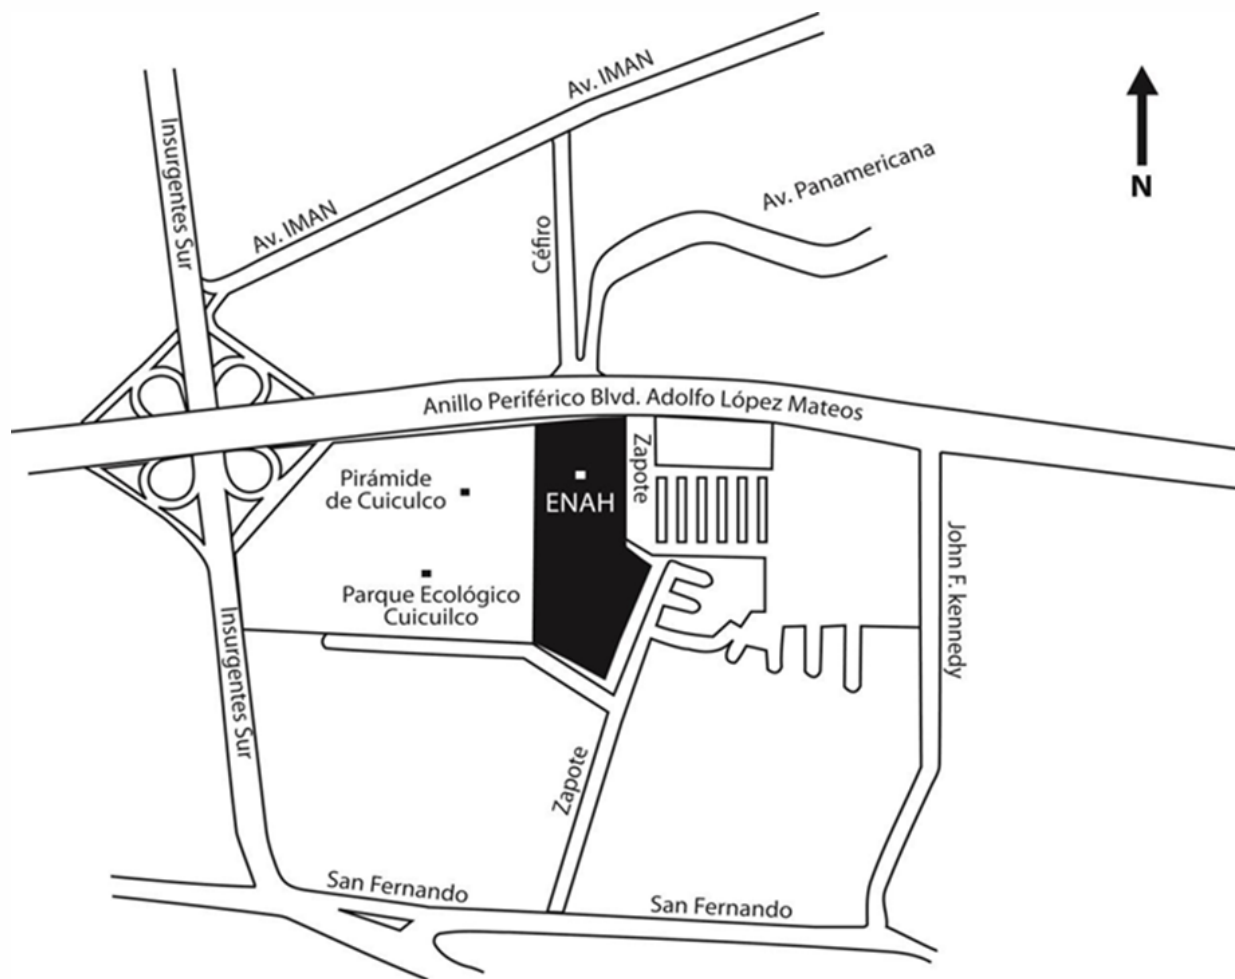 Av. IMAN
Insurgentes Sur
Av. Panamericana
N
Av. IMAN
Céfiro
Anillo Periférico Blvd. Adolfo López Mateos
Zapote
Pirámide
de Cuiculco
ENAH
John F. kennedy
Parque Ecológico
Cuicuilco
Insurgentes Sur
Zapote
San Fernando
San Fernando